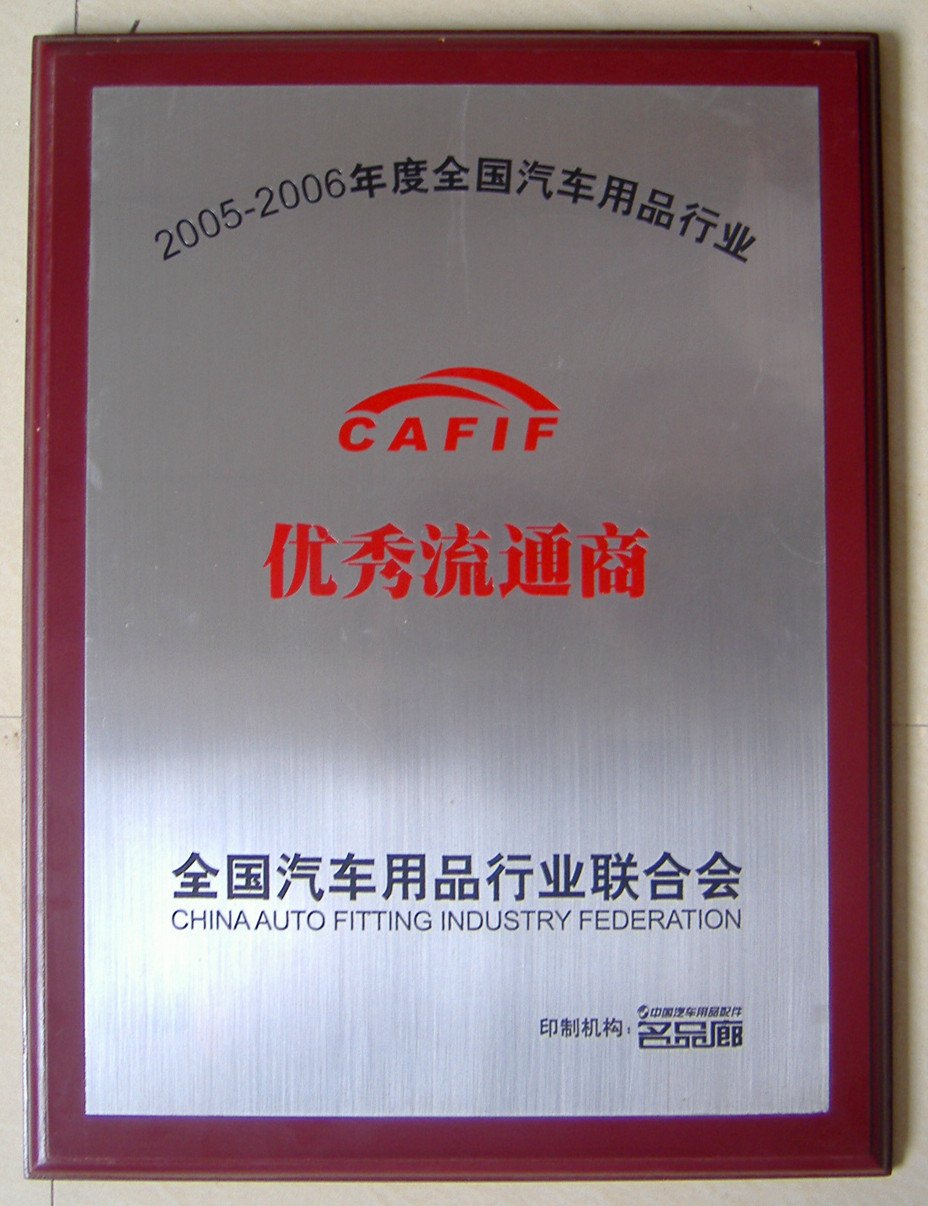 2005-2006年度全国汽车用品行业
CAFIF
优秀流通商
全国汽车用品行业联合会
CHINA AUTO FITTING INDUSTRY FEDERATION
印制机构：中国汽车用品配件
名品廊